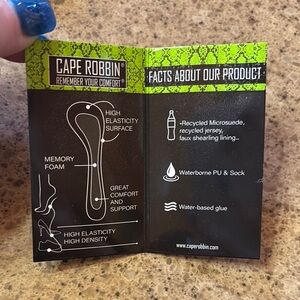 CAPE ROBBIN®
REMEMBER YOUR COMFORT®
HIGH
ELASTICITY
SURFACE
MEMORY
FOAM
GREAT
COMFORT
AND
SUPPORT
HIGH ELASTICITY
HIGH DENSITY
FACTS ABOUT OUR PRODUCT
-Recycled Microsuede,
recycled jersey,
faux shearling lining...
Waterborne PU & Sock
Water-based glue
www.caperobbin.com